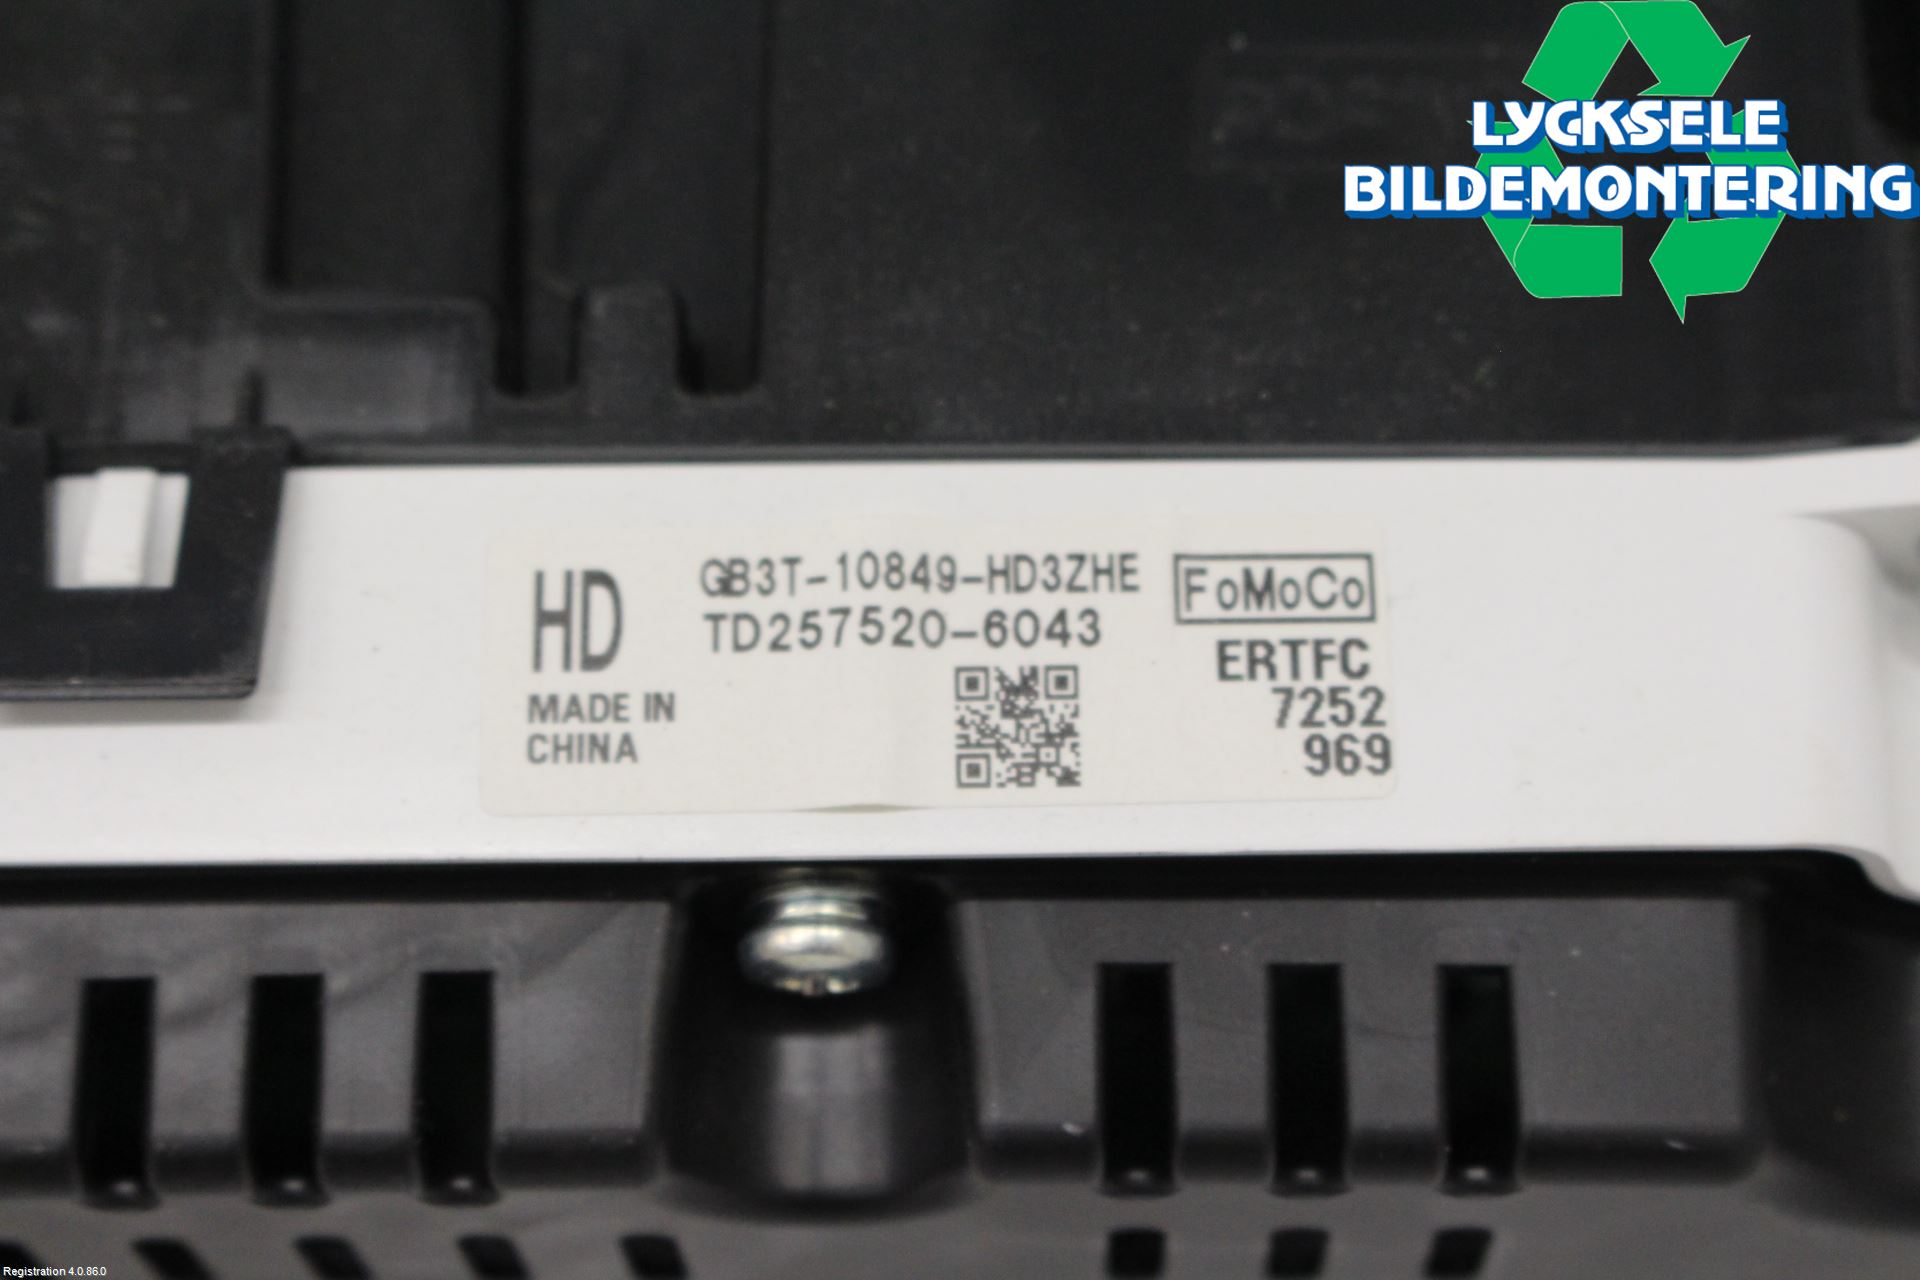 LYCKSELE
BILDEMONTERING
HD
MADE IN
CHINA
GB3T-10849-HD3ZHE
TD257520-6043
FoMoCo
ERTFC
7252
969
Registration 4.0.86.0